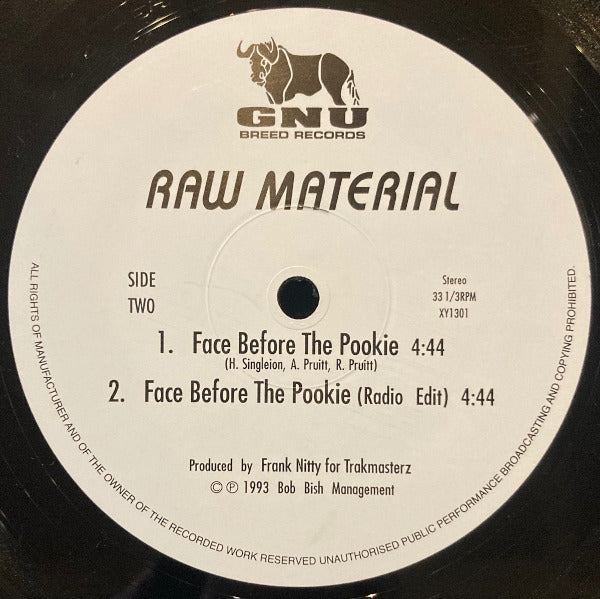 GNU
BREED RECORDS
RAW MATERIAL
SIDE
TWO
Stereo
33 1/3RPM
XY1301
1. Face Before The Pookie 4:44
(H. Singleion, A. Pruitt, R. Pruitt)
2. Face Before The Pookie (Radio Edit) 4:44
Produced by Frank Nitty for Trakmasterz
© ℗ 1993 Bob Bish Management
ALL RIGHTS OF MANUFACTURER AND OF THE OWNER OF THE RECORDED WORK RESERVED UNAUTHORISED PUBLIC PERFORMANCE BROADCASTING AND COPYING PROHIBITED.